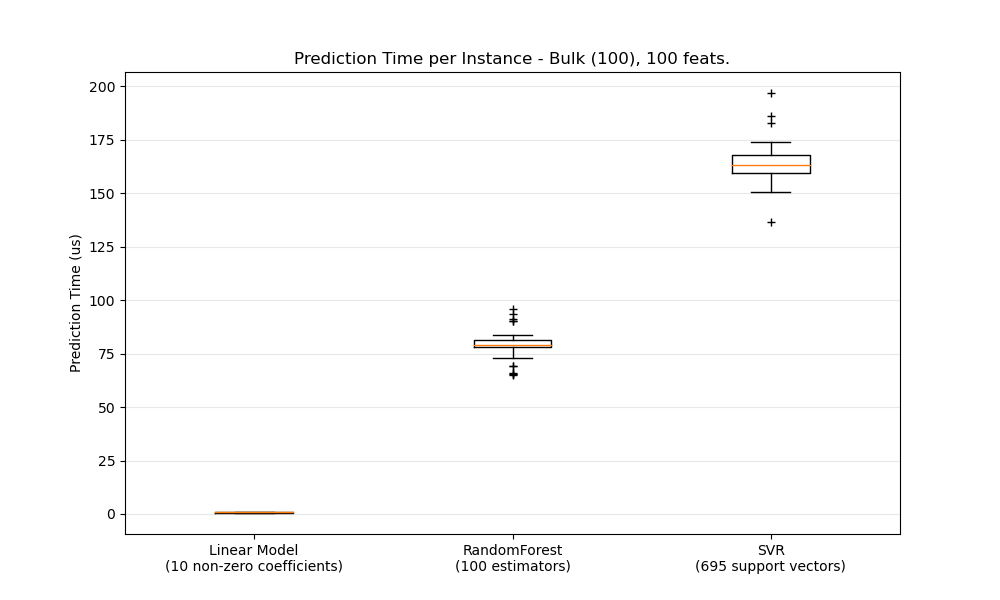 Prediction Time per Instance - Bulk (100), 100 feats.
Prediction Time (us)
200
175
150
125
100
75
50
25
0
Linear Model
(10 non-zero coefficients)
RandomForest
(100 estimators)
SVR
(695 support vectors)